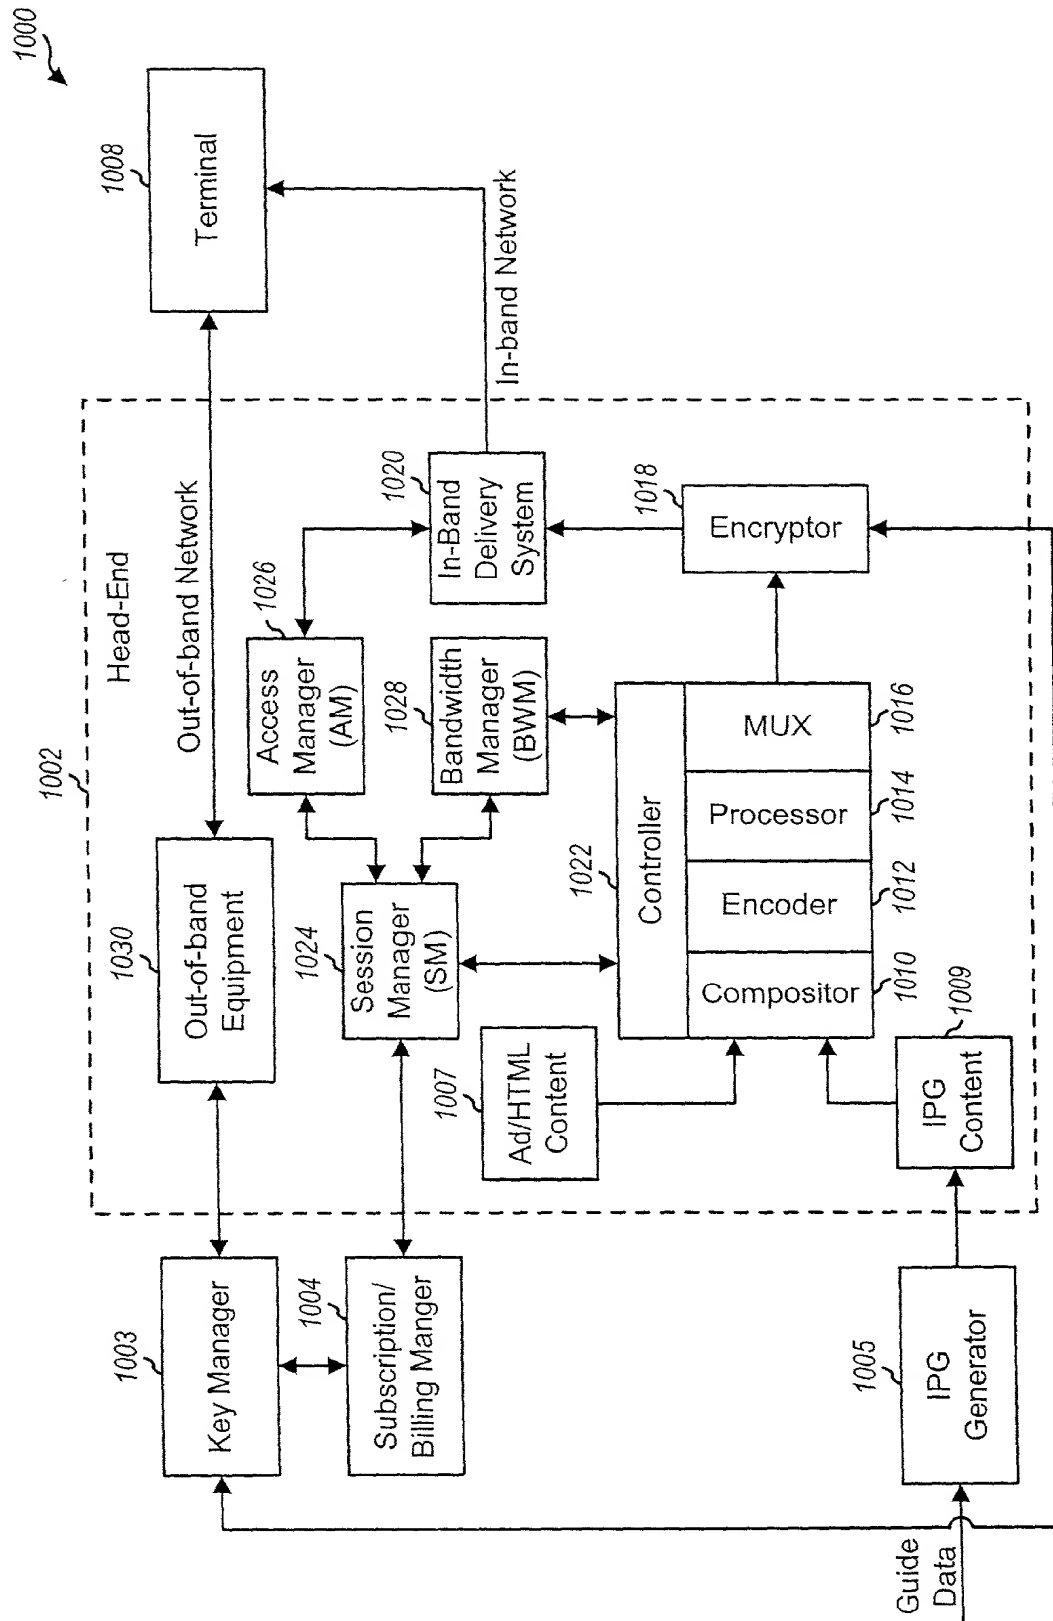 1000
1002
Head-End
1003
Key Manager
1030
Out-of-band
Equipment
Out-of-band Network
1008
Terminal
1004
Subscription/
Billing Manger
1024
Session
Manager
(SM)
1026
Access
Manager
(AM)
1028
Bandwidth
Manager
(BWM)
1020
In-Band
Delivery
System
In-band Network
1007
Ad/HTML
Content
1022
Controller
Compositor
Encoder
Processor
MUX
1010
1012
1014
1016
1018
Encryptor
1005
IPG
Generator
1009
IPG
Content
Guide
Data